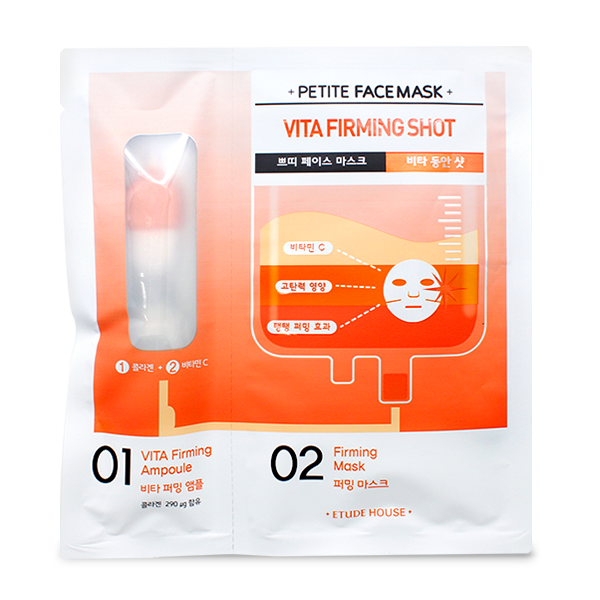 + PETITE FACE MASK +
VITA FIRMING SHOT
쁘띠 페이스 마스크
비타 동안 샷
비타민 C
고탄력 영양
탱탱 퍼밍 효과
1 콜라겐 + 2 비타민 C
01 VITA Firming
Ampoule
비타 퍼밍 앰플
콜라겐 290 μg 함유
02 Firming
Mask
퍼밍 마스크
• ETUDE HOUSE •